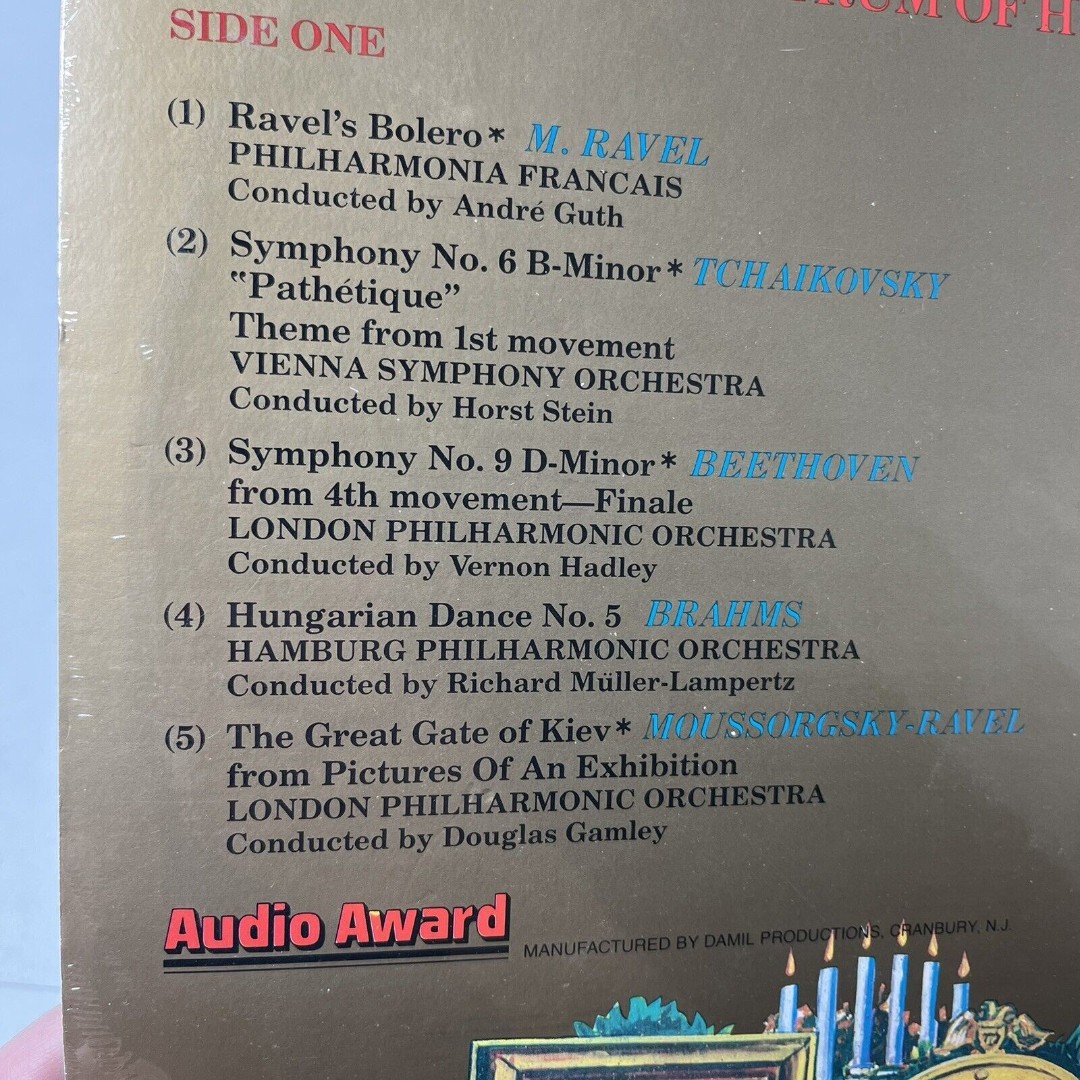 OF
SIDE ONE
(1) Ravel's Bolero* M. RAVEL
PHILHARMONIA FRANCAIS
Conducted by André Guth
(2) Symphony No. 6 B-Minor* TCHAIKOVSKY
"Pathétique"
Theme from 1st movement
VIENNA SYMPHONY ORCHESTRA
Conducted by Horst Stein
(3) Symphony No. 9 D-Minor* BEETHOVEN
from 4th movement—Finale
LONDON PHILHARMONIC ORCHESTRA
Conducted by Vernon Hadley
(4) Hungarian Dance No. 5 BRAHMS
HAMBURG PHILHARMONIC ORCHESTRA
Conducted by Richard Müller-Lampertz
(5) The Great Gate of Kiev* MOUSSORGSKY-RAVEL
from Pictures Of An Exhibition
LONDON PHILHARMONIC ORCHESTRA
Conducted by Douglas Gamley
Audio Award
MANUFACTURED BY DAMIL PRODUCTIONS, CRANBURY, N.J.